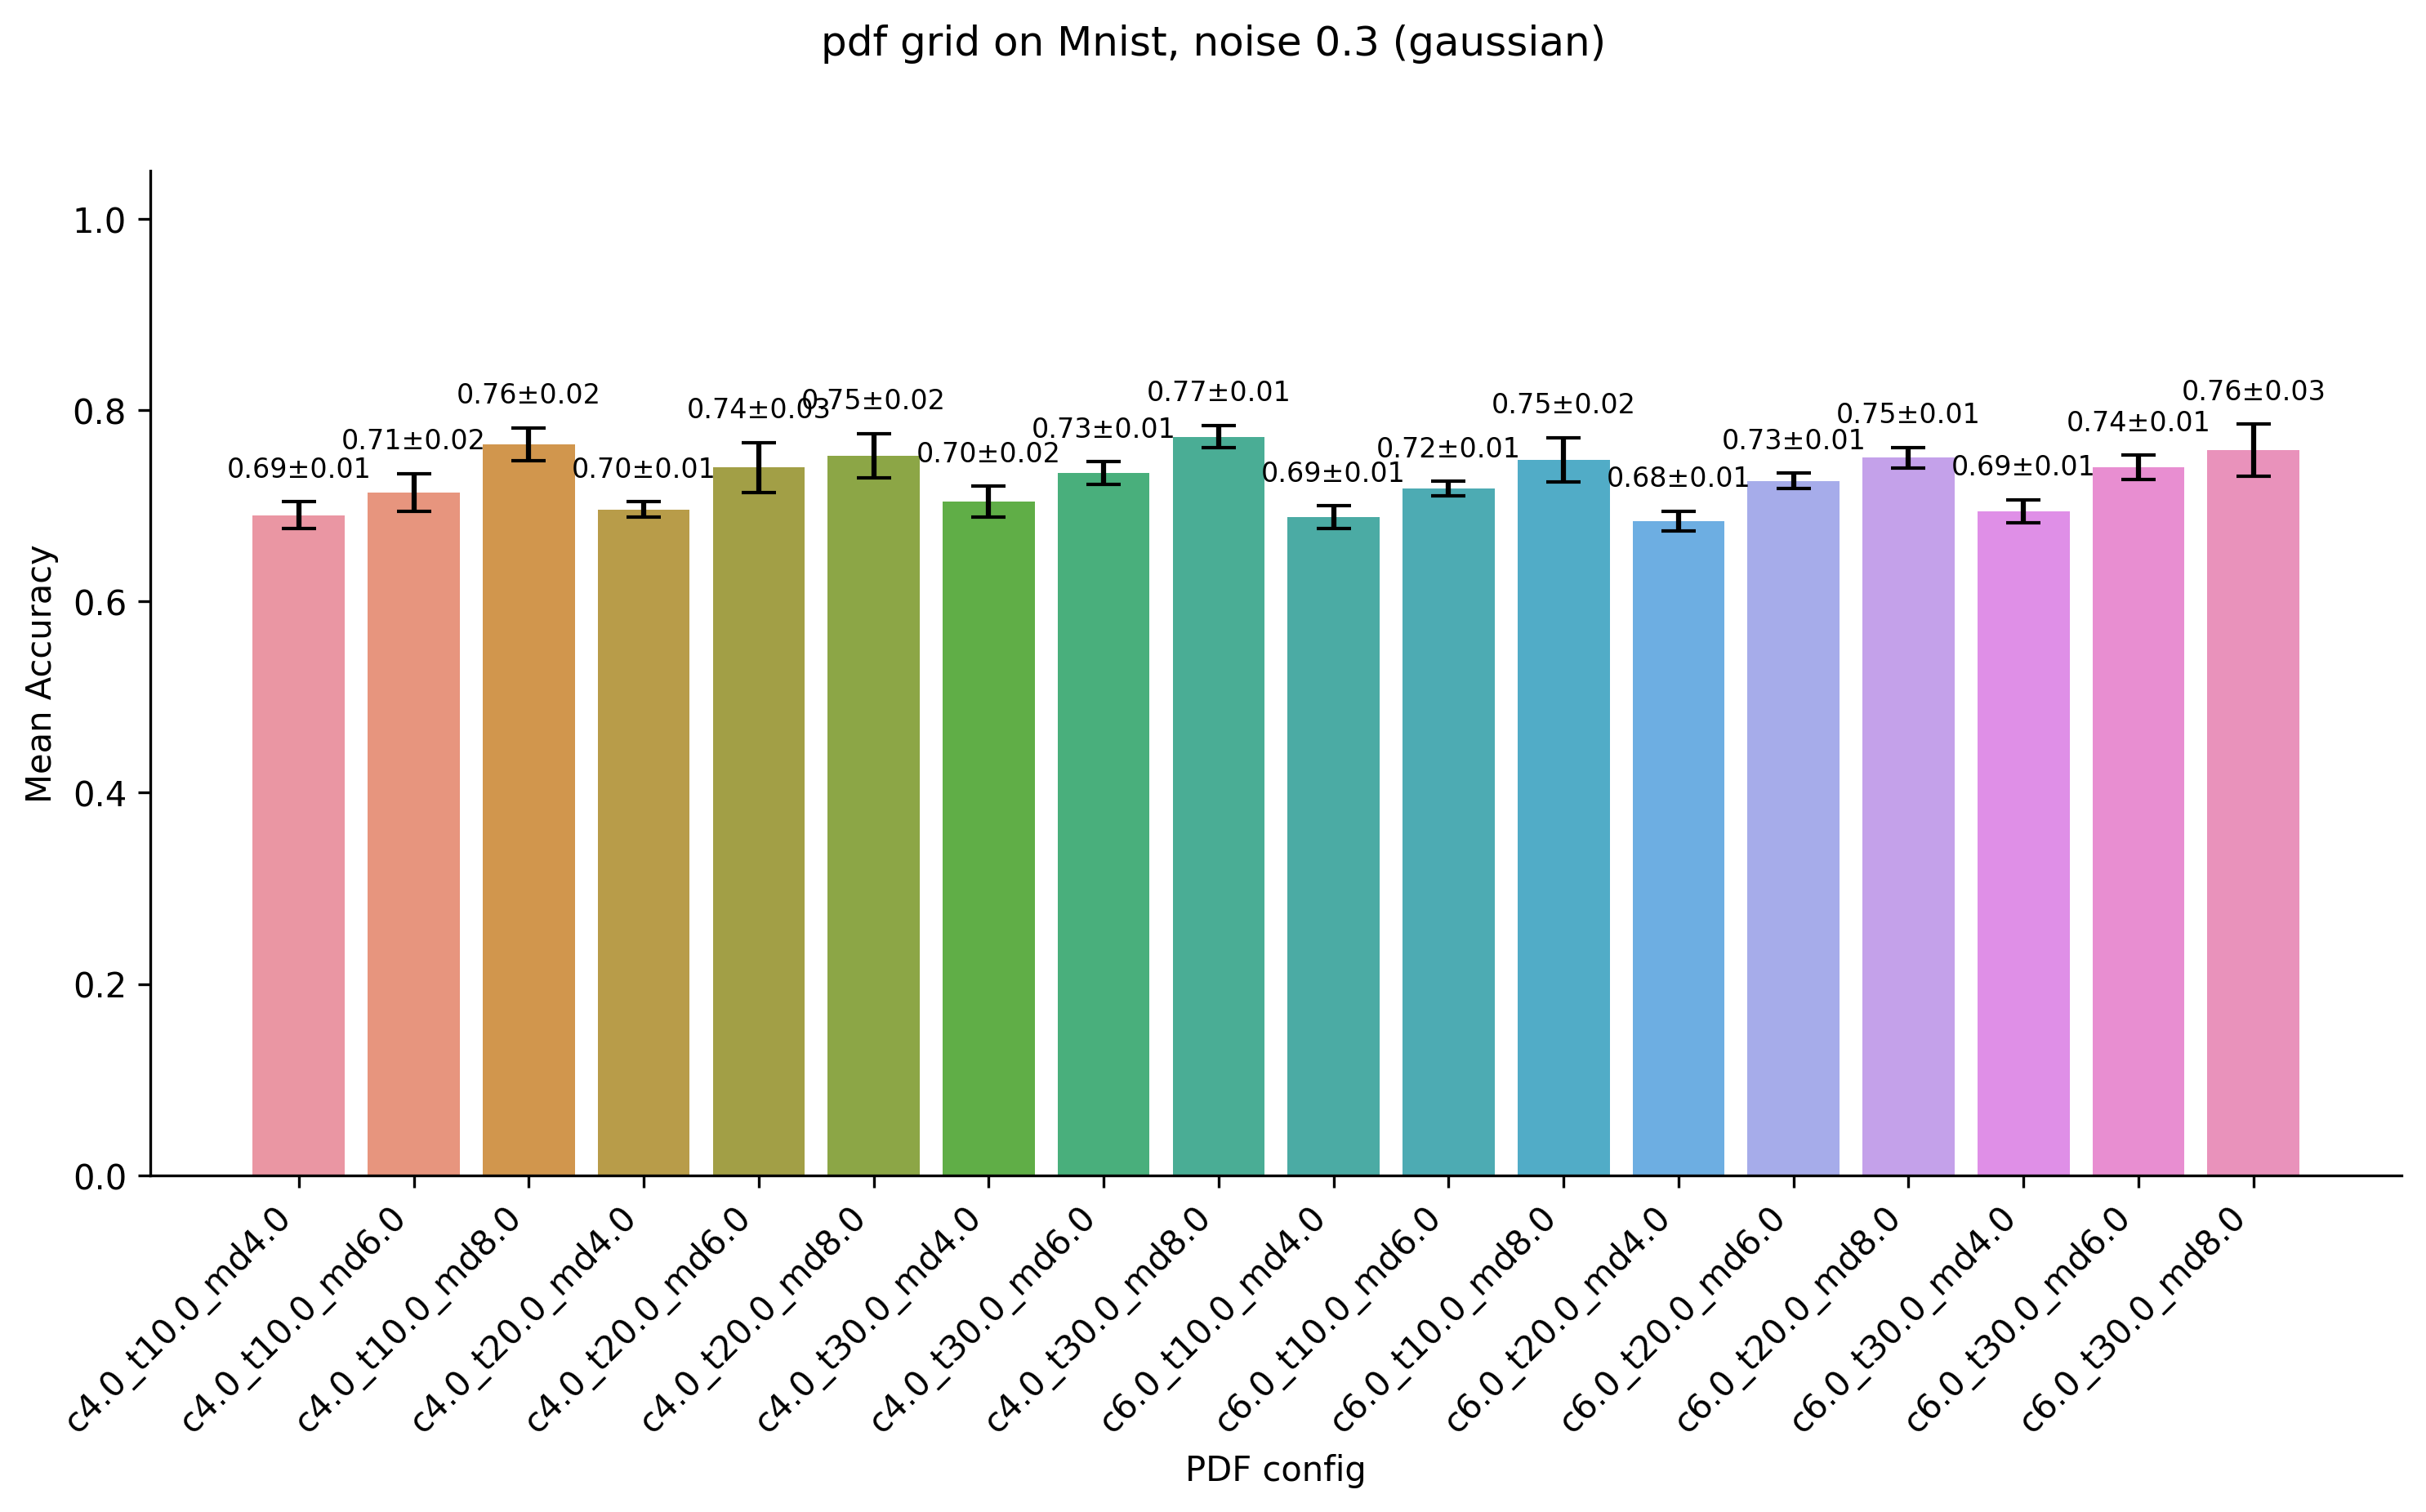 pdf grid on Mnist, noise 0.3 (gaussian)
Mean Accuracy
1.0
0.8
0.6
0.4
0.2
0.0
0.69±0.01
0.71±0.02
0.76±0.02
0.70±0.01
0.74±0.03
0.75±0.02
0.70±0.02
0.73±0.01
0.77±0.01
0.69±0.01
0.72±0.01
0.75±0.02
0.68±0.01
0.73±0.01
0.75±0.01
0.69±0.01
0.74±0.01
0.76±0.03
c4.0_t10.0_md4.0
c4.0_t10.0_md6.0
c4.0_t10.0_md8.0
c4.0_t20.0_md4.0
c4.0_t20.0_md6.0
c4.0_t20.0_md8.0
c4.0_t30.0_md4.0
c4.0_t30.0_md6.0
c4.0_t30.0_md8.0
c6.0_t10.0_md4.0
c6.0_t10.0_md6.0
c6.0_t10.0_md8.0
c6.0_t20.0_md4.0
c6.0_t20.0_md6.0
c6.0_t20.0_md8.0
c6.0_t30.0_md4.0
c6.0_t30.0_md6.0
c6.0_t30.0_md8.0
PDF config